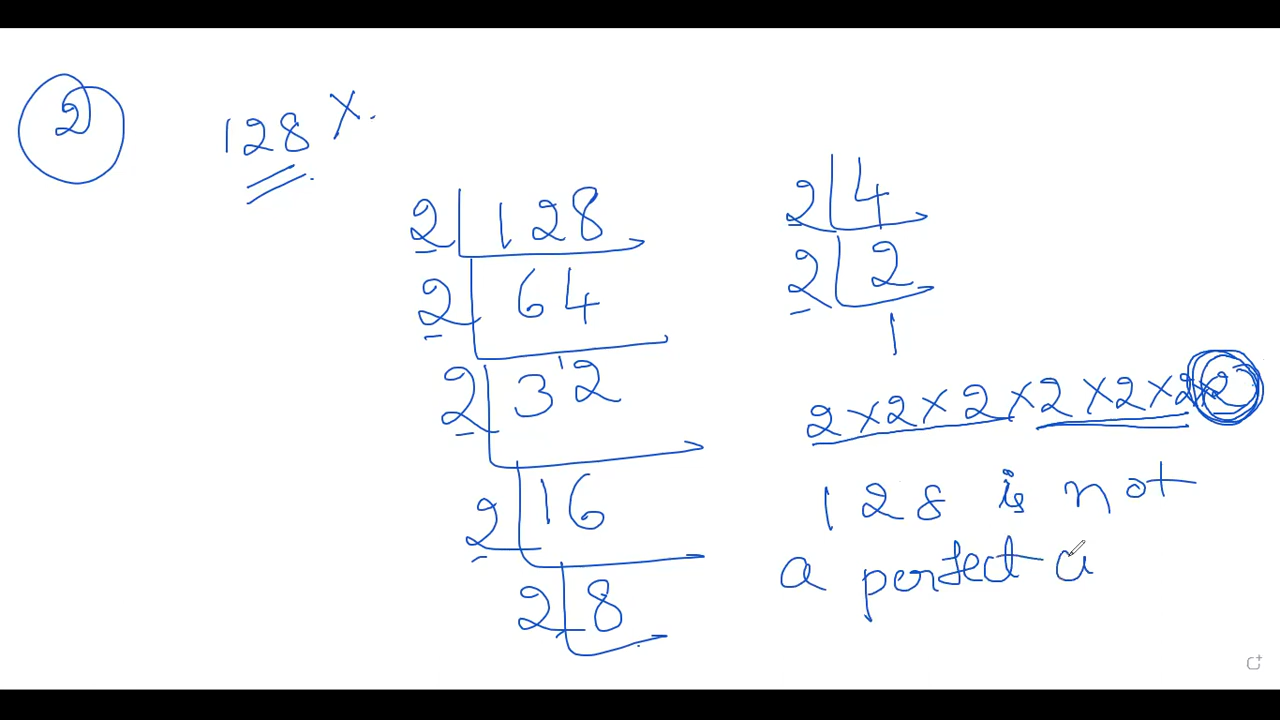 2
128 X.
2 128
2 64
2 32
2 16
2 8
2 4
2 2
1
2 × 2 × 2 × 2 × 2 × 2 × 2
128 is not
a perfect